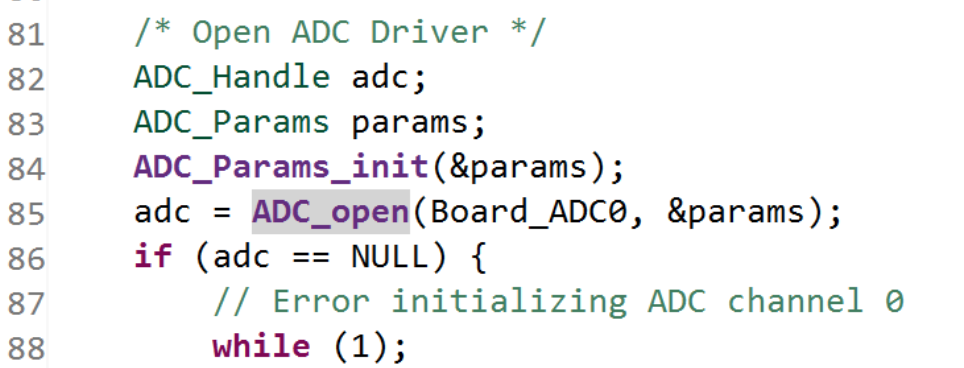 81 /* Open ADC Driver */
82 ADC_Handle adc;
83 ADC_Params params;
84 ADC_Params_init(&params);
85 adc = ADC_open(Board_ADC0, &params);
86 if (adc == NULL) {
87 // Error initializing ADC channel 0
88 while (1);